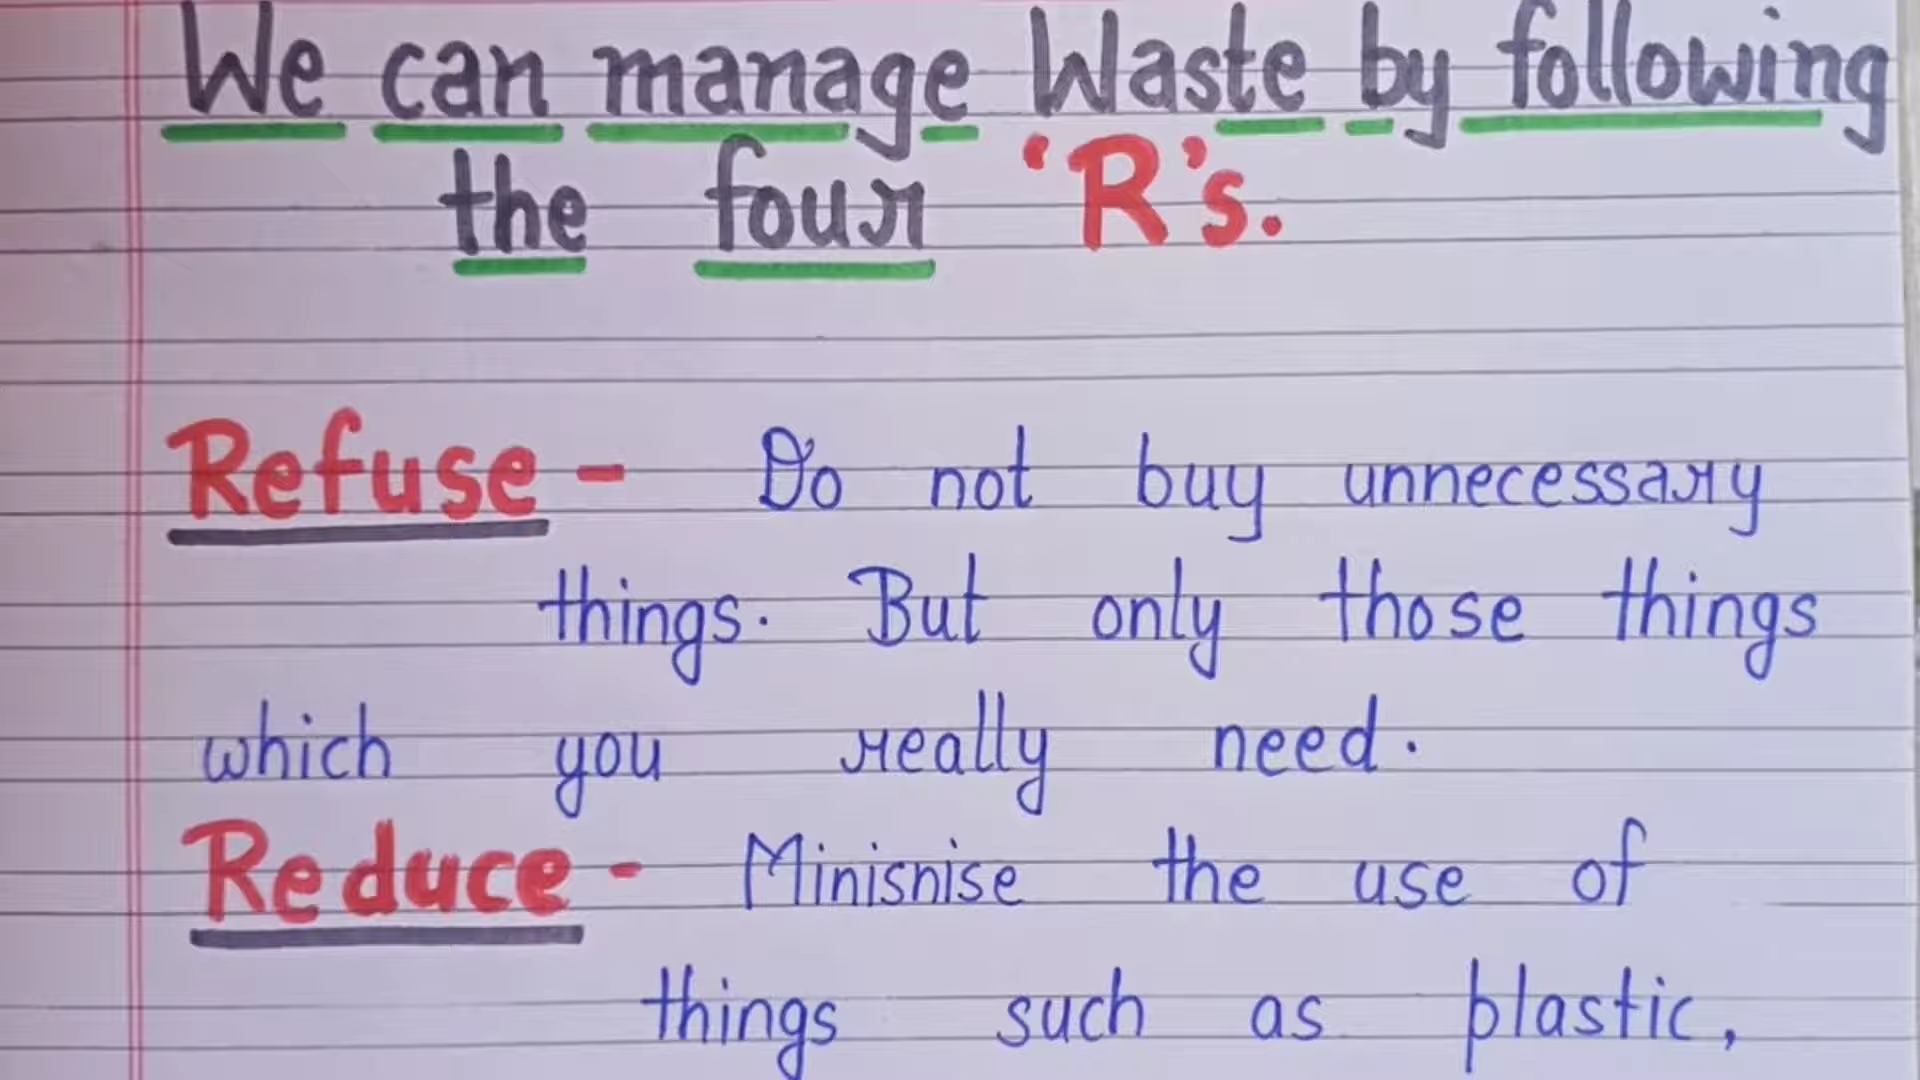 We can manage Waste by following
the four 'R's.
Refuse - Do not buy unnecessary
things. But only those things
which you really need.
Reduce - Minisnise the use of
things such as plastic,